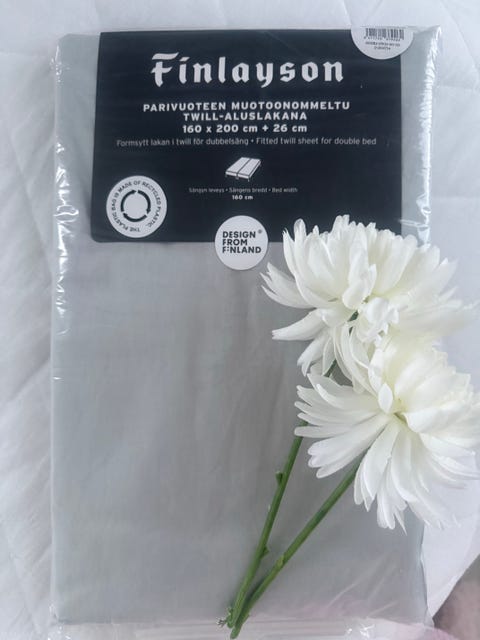 Finlayson
PARIVUOTEEN MUOTOONOMMELTU
TWILL-ALUSLAKANA
160 x 200 cm + 26 cm
Formsytt lakan i twill för dubbelsäng • Fitted twill sheet for double bed
Sängyn leveys • Sängens bredd • Bed width
160 cm
THE PLASTIC BAG IS MADE OF RECYCLED PLASTIC.
DESIGN®
FROM
FINLAND